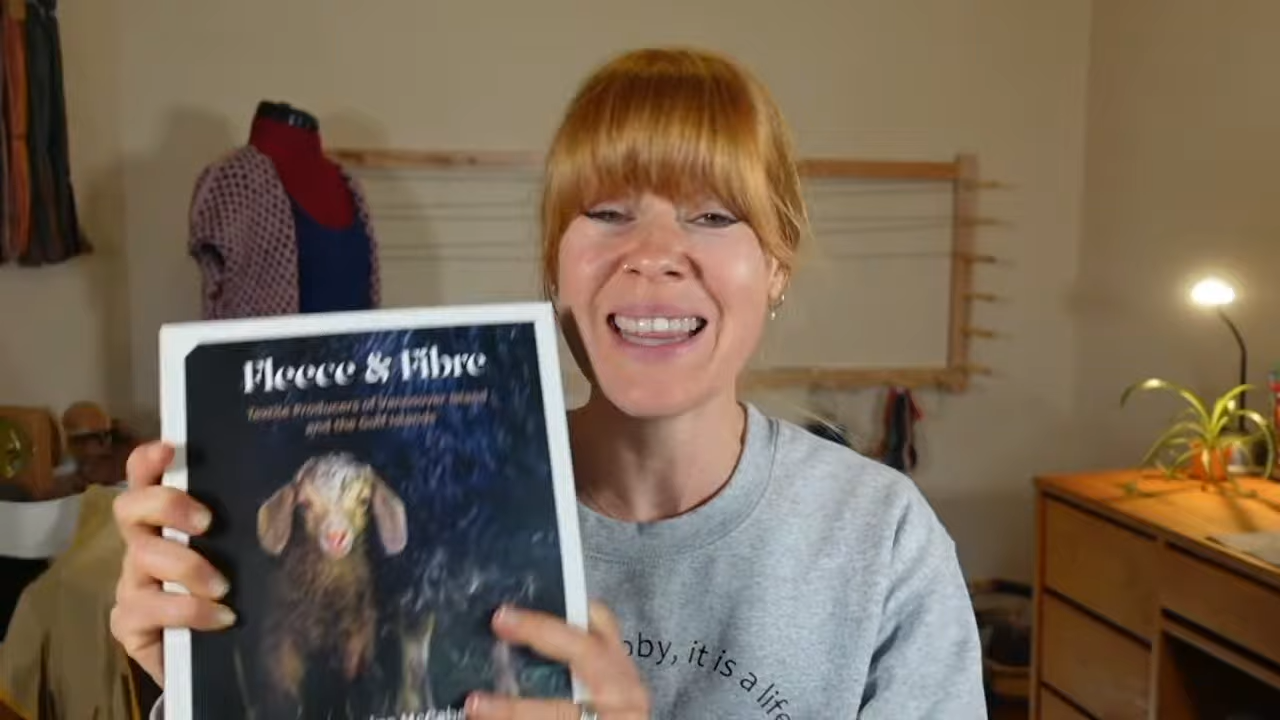 Fleece & Fibre
Textile Producers of Vancouver Island
and the Gulf Islands
by, it is a life